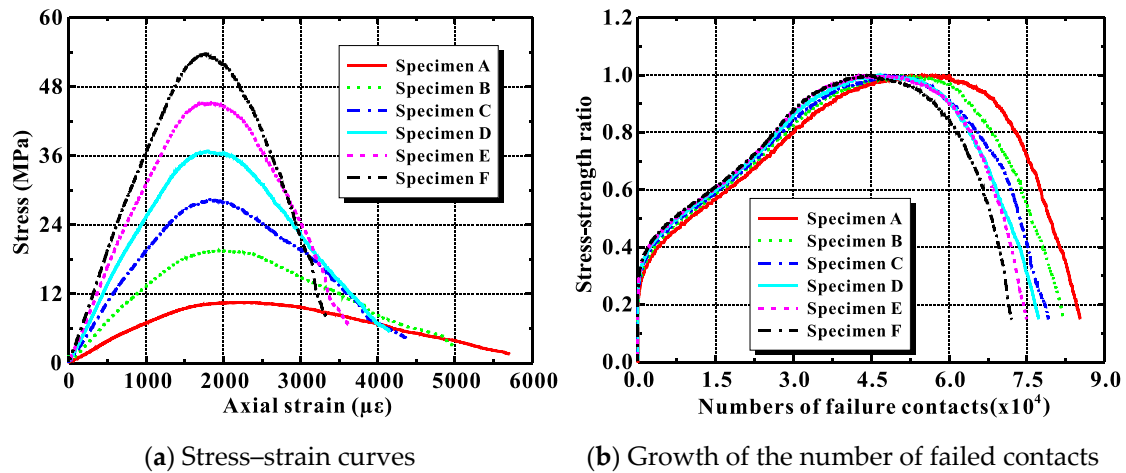 60
48
36
24
12
0
Stress (MPa)
Specimen A
Specimen B
Specimen C
Specimen D
Specimen E
Specimen F
0 1000 2000 3000 4000 5000 6000
Axial strain (με)
(a) Stress–strain curves
1.2
1.0
0.8
0.6
0.4
0.2
0.0
Stress-strength ratio
Specimen A
Specimen B
Specimen C
Specimen D
Specimen E
Specimen F
0.0 1.5 3.0 4.5 6.0 7.5 9.0
Numbers of failure contacts(x10⁴)
(b) Growth of the number of failed contacts